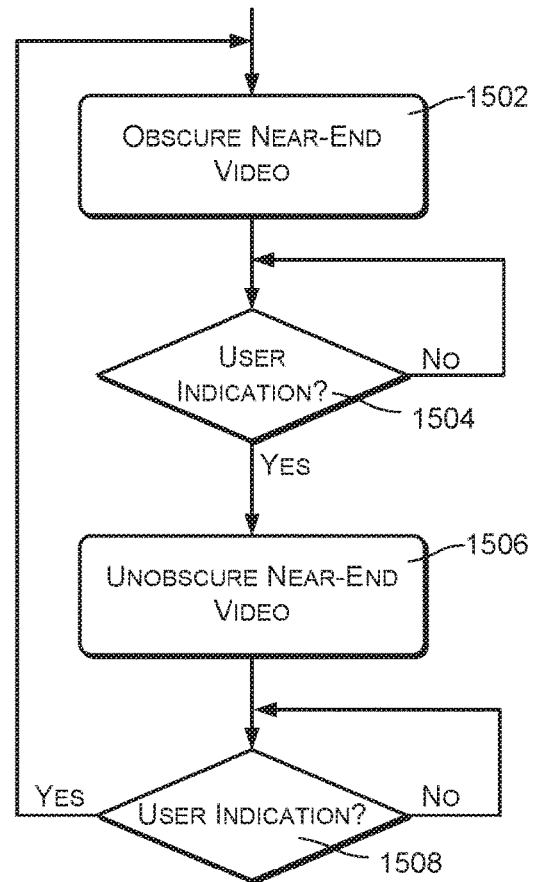 1502
OBSCURE NEAR-END
VIDEO
USER
INDICATION?
NO
1504
YES
1506
UNOBSCURE NEAR-END
VIDEO
YES
USER INDICATION?
NO
1508